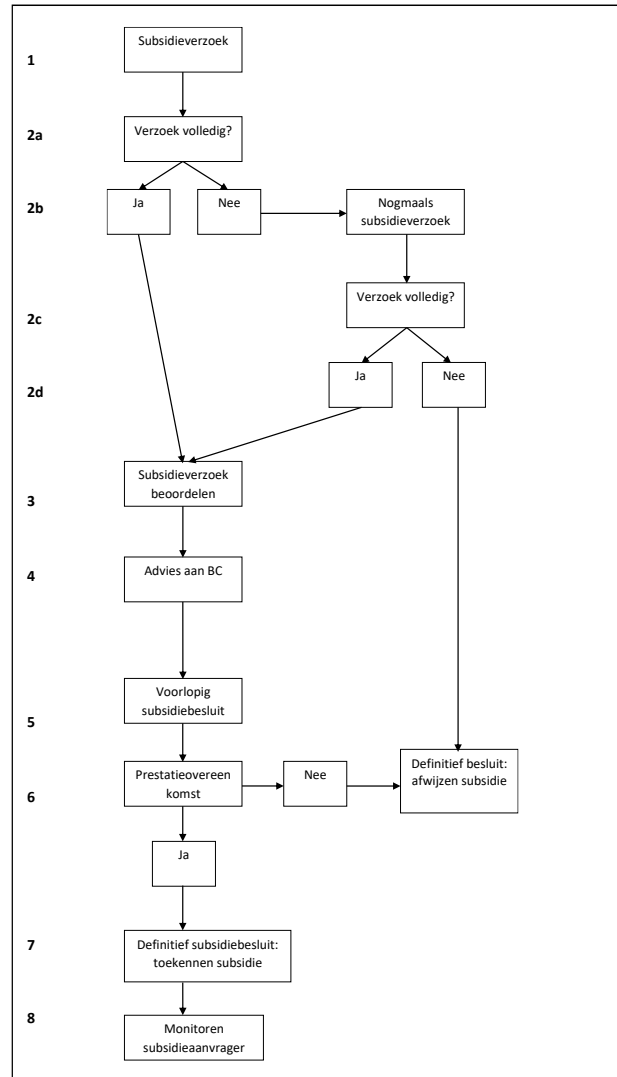 1
Subsidieverzoek
2a
Verzoek volledig?
2b
Ja
Nee
Nogmaals
subsidieverzoek
2c
Verzoek volledig?
2d
Ja
Nee
3
Subsidieverzoek
beoordelen
4
Advies aan BC
5
Voorlopig
subsidiebesluit
6
Prestatieovereen
komst
Nee
Definitief besluit:
afwijzen subsidie
Ja
7
Definitief subsidiebesluit:
toekennen subsidie
8
Monitoren
subsidieaanvrager